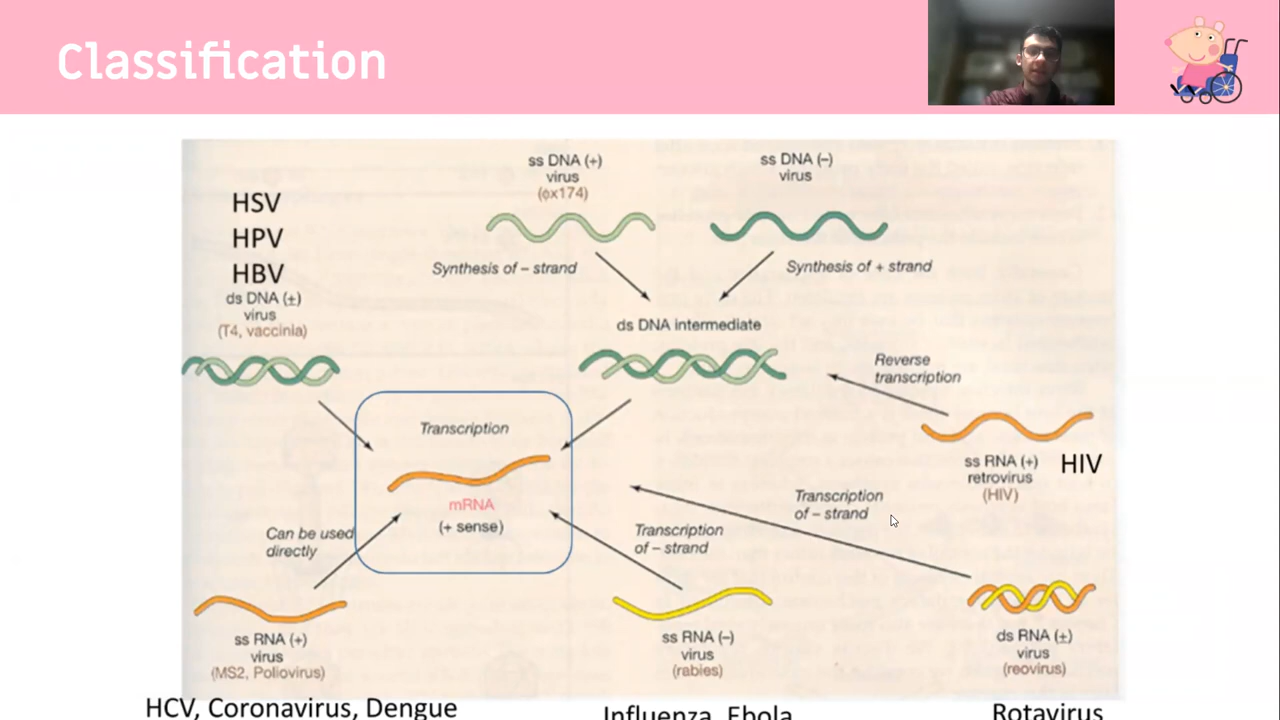 Classification
ss DNA (+)
virus
(ϕx174)
ss DNA (–)
virus
HSV
HPV
HBV
ds DNA (±)
virus
(T4, vaccinia)
Synthesis of – strand
Synthesis of + strand
ds DNA intermediate
Reverse
transcription
Transcription
mRNA
(+ sense)
ss RNA (+)
retrovirus
(HIV)
HIV
Can be used
directly
Transcription
of – strand
Transcription
of – strand
ss RNA (+)
virus
(MS2, Poliovirus)
ss RNA (–)
virus
(rabies)
ds RNA (±)
virus
(reovirus)
HCV, Coronavirus, Dengue
Influenza, Ebola
Rotavirus